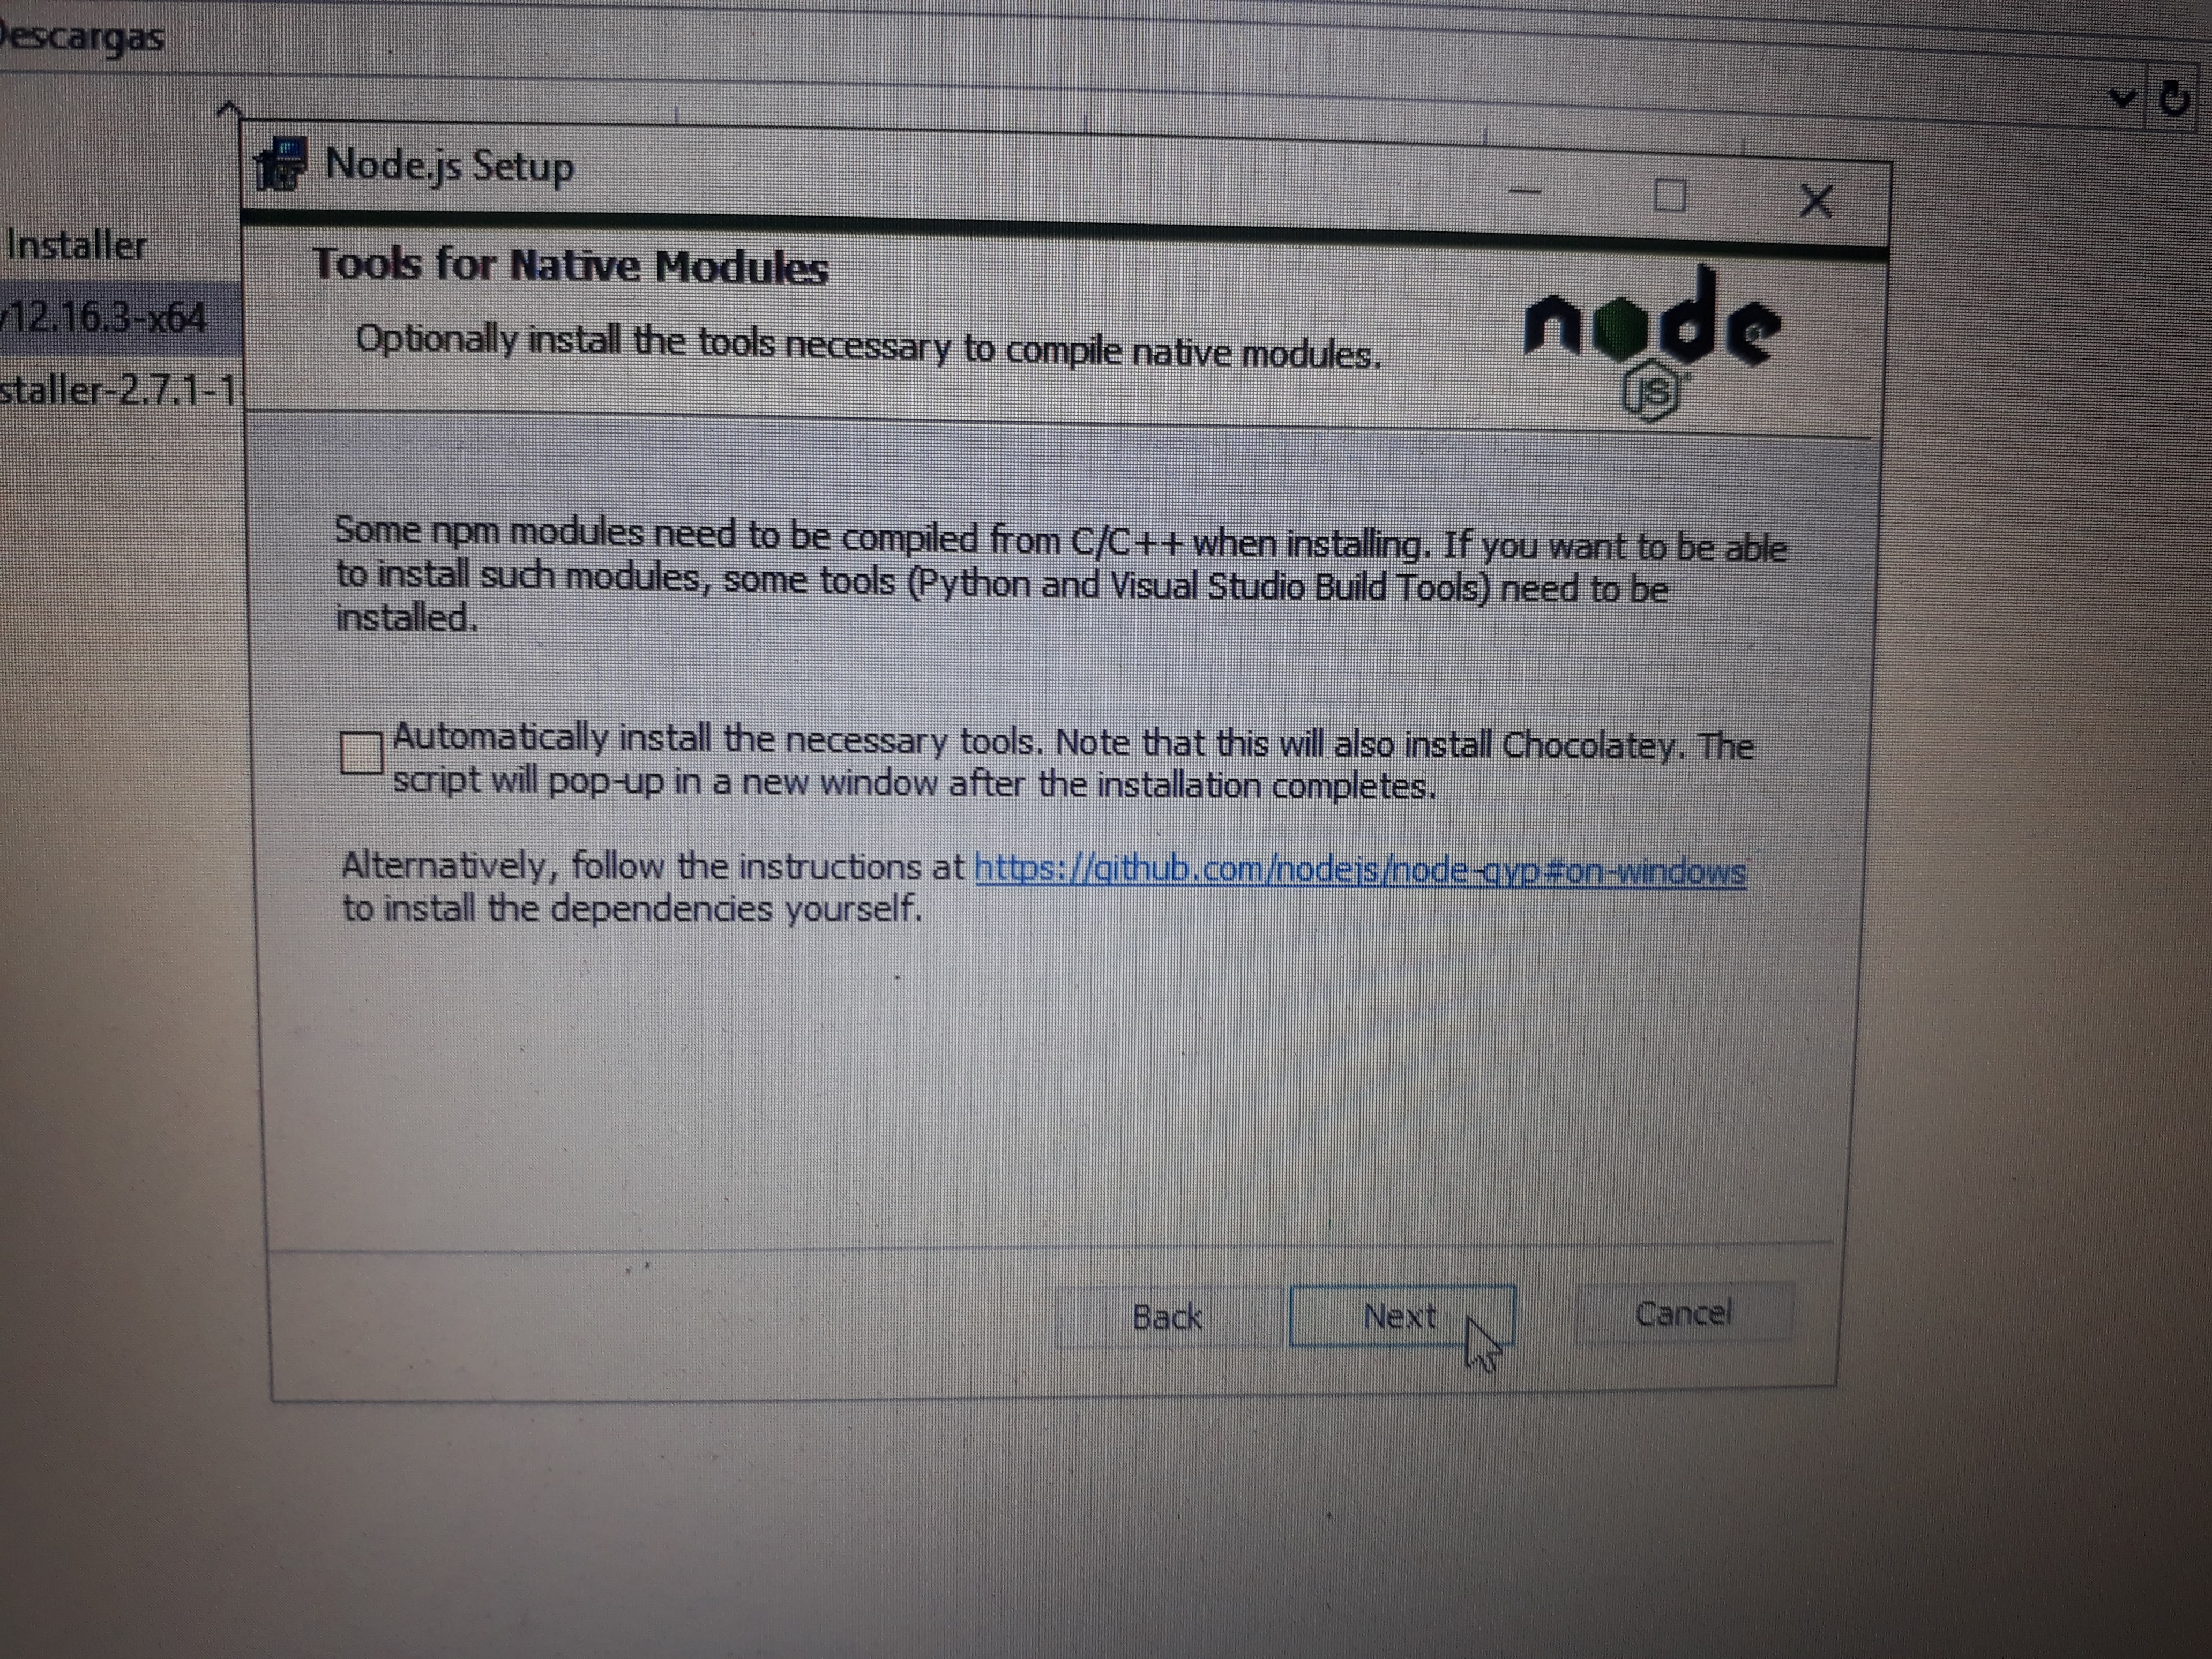 Descargas
Node.js Setup
Installer
v12.16.3-x64
staller-2.7.1-1
Tools for Native Modules
Optionally install the tools necessary to compile native modules.
node
JS
Some npm modules need to be compiled from C/C++ when installing. If you want to be able
to install such modules, some tools (Python and Visual Studio Build Tools) need to be
installed.
Automatically install the necessary tools. Note that this will also install Chocolatey. The
script will pop-up in a new window after the installation completes.
Alternatively, follow the instructions at https://github.com/nodejs/node-gyp#on-windows
to install the dependencies yourself.
Back
Next
Cancel